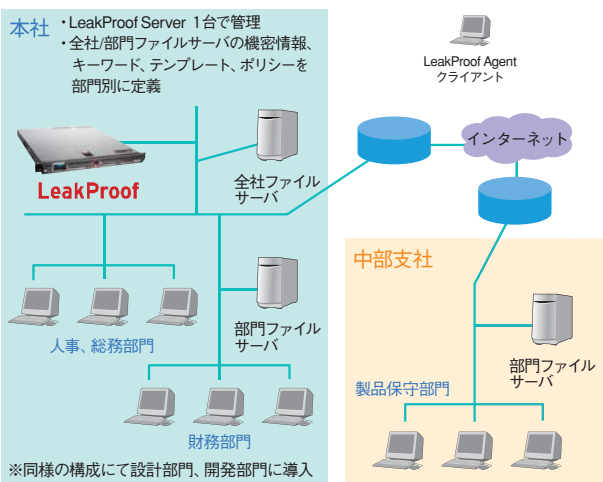 本社
・LeakProof Server 1台で管理
・全社/部門ファイルサーバの機密情報、
キーワード、テンプレート、ポリシーを
部門別に定義
LeakProof Agent
クライアント
インターネット
LeakProof
全社ファイル
サーバ
中部支社
部門ファイル
サーバ
人事、総務部門
部門ファイル
サーバ
製品保守部門
財務部門
※同様の構成にて設計部門、開発部門に導入